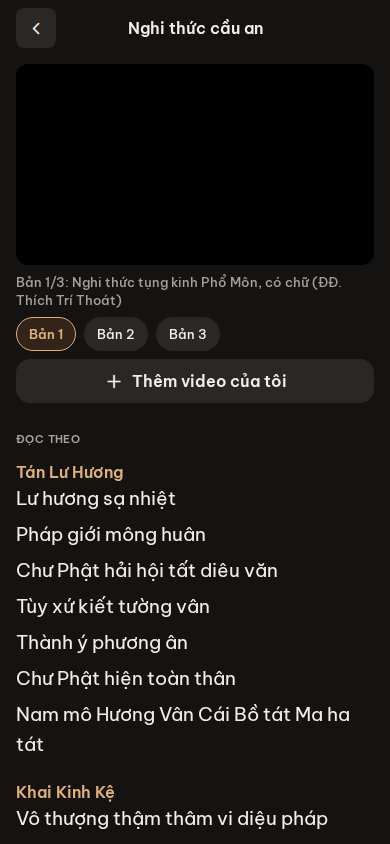 Nghi thức cầu an
Bản 1/3: Nghi thức tụng kinh Phổ Môn, có chữ (ĐĐ.
Thích Trí Thoát)
Bản 1
Bản 2
Bản 3
+ Thêm video của tôi
ĐỌC THEO
Tán Lư Hương
Lư hương sạ nhiệt
Pháp giới mông huân
Chư Phật hải hội tất diêu văn
Tùy xứ kiết tường vân
Thành ý phương ân
Chư Phật hiện toàn thân
Nam mô Hương Vân Cái Bồ tát Ma ha
tát
Khai Kinh Kệ
Vô thượng thậm thâm vi diệu pháp